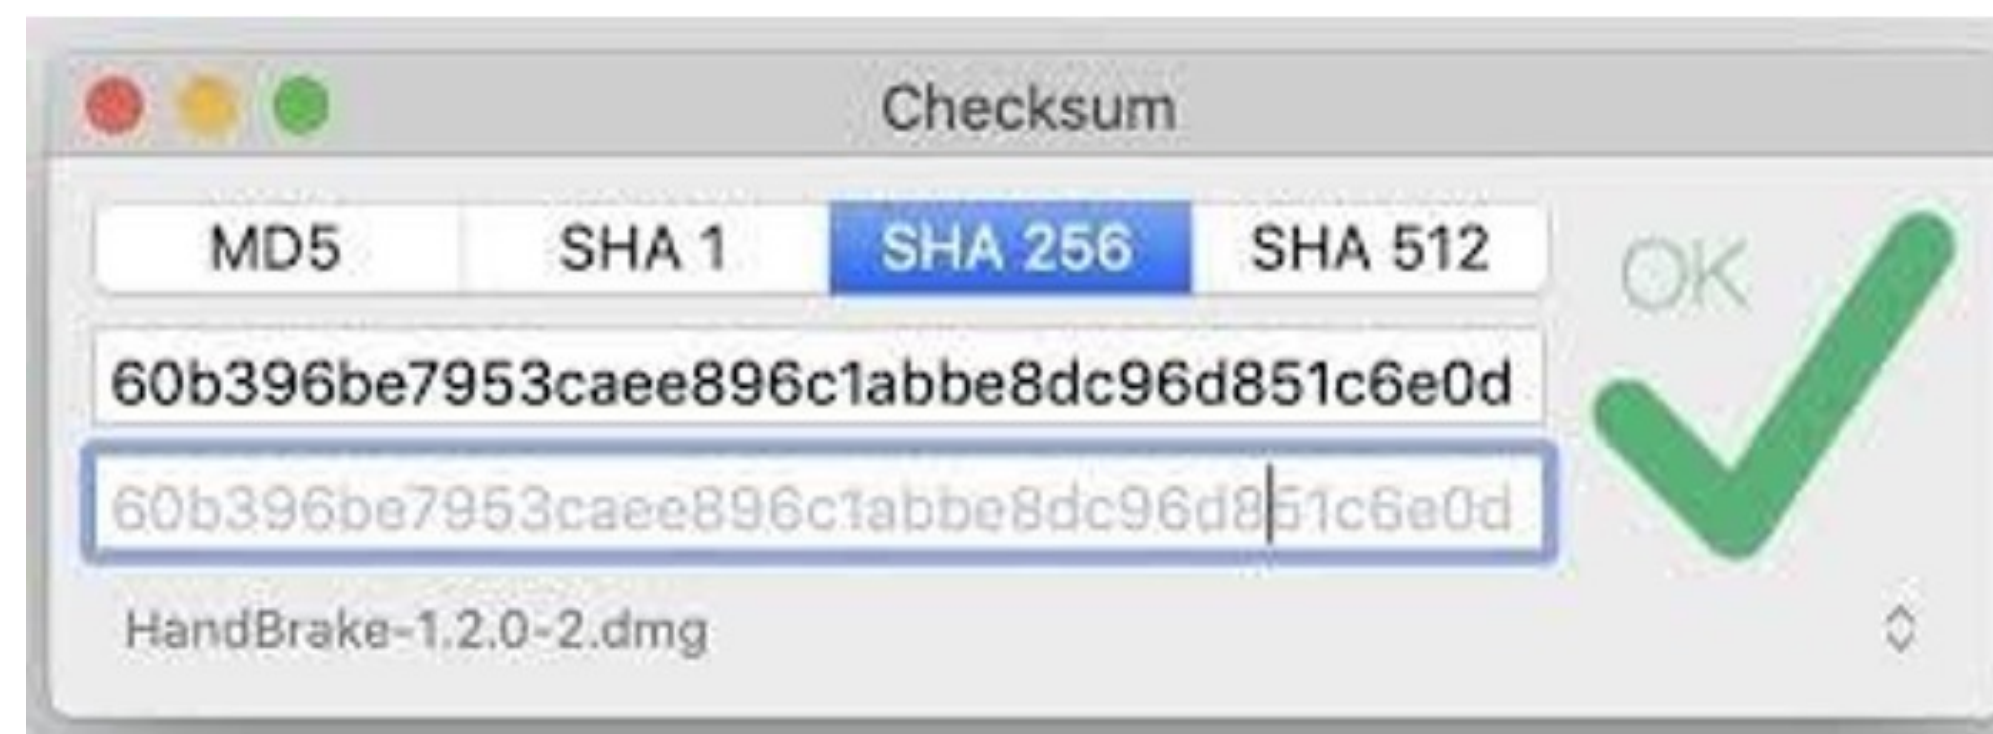 Checksum
MD5 SHA 1 SHA 256 SHA 512
OK
60b396be7953caee896c1abbe8dc96d851c6e0d
60b396be7953caee896c1abbe8dc96d851c6e0d
HandBrake-1.2.0-2.dmg